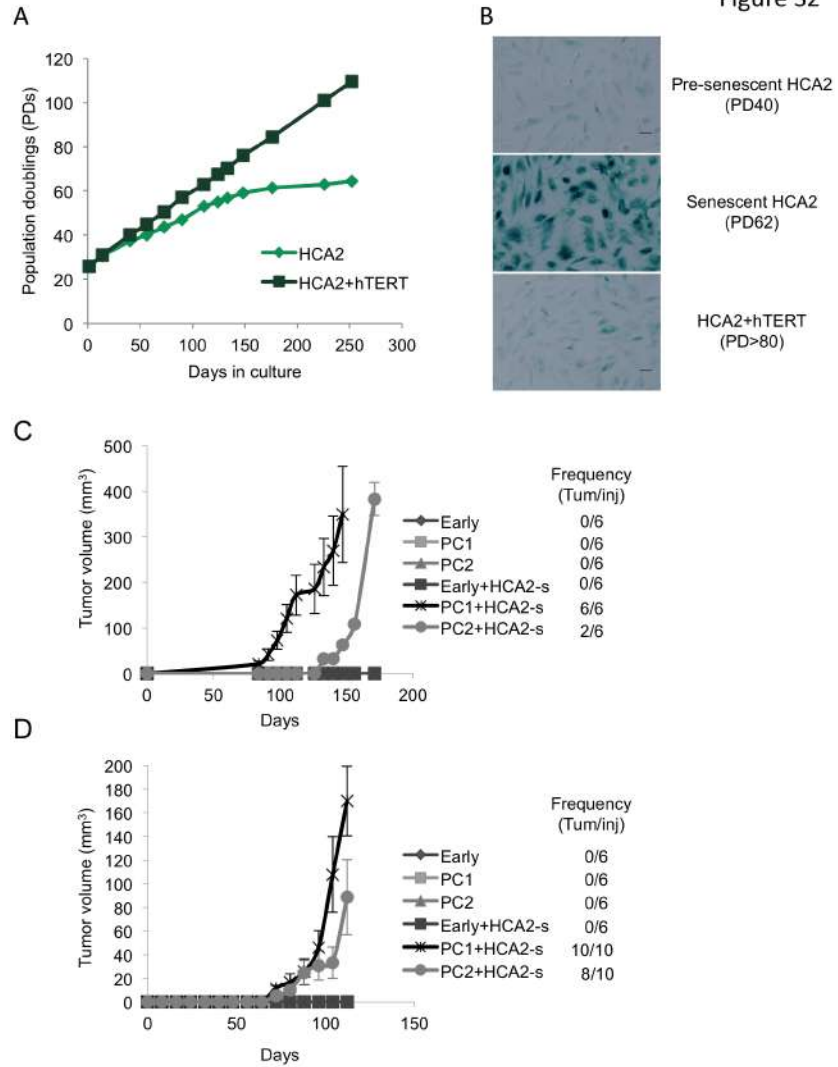 Figure S2
A
B
120
100
80
60
40
20
0
Population doublings (PDs)
HCA2
HCA2+hTERT
0 50 100 150 200 250 300
Days in culture
Pre-senescent HCA2
(PD40)
Senescent HCA2
(PD62)
HCA2+hTERT
(PD>80)
C
500
400
300
200
100
0
Tumor volume (mm³)
0 50 100 150 200
Days
Frequency
(Tum/inj)
Early 0/6
PC1 0/6
PC2 0/6
Early+HCA2-s 0/6
PC1+HCA2-s 6/6
PC2+HCA2-s 2/6
D
200
180
160
140
120
100
80
60
40
20
0
Tumor volume (mm³)
0 50 100 150
Days
Frequency
(Tum/inj)
Early 0/6
PC1 0/6
PC2 0/6
Early+HCA2-s 0/6
PC1+HCA2-s 10/10
PC2+HCA2-s 8/10